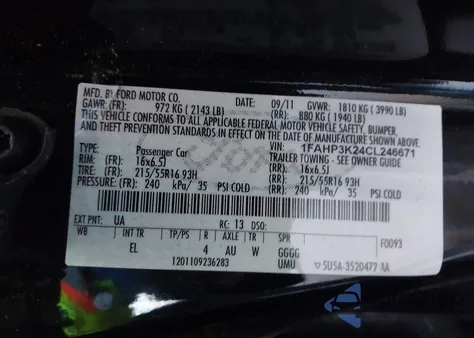 MFD. BY FORD MOTOR CO.
DATE: 09/11 GVWR: 1810 KG (3990 LB)
GAWR: (FR): 972 KG (2143 LB) (RR): 880 KG (1940 LB)
THIS VEHICLE CONFORMS TO ALL APPLICABLE FEDERAL MOTOR VEHICLE SAFETY, BUMPER,
AND THEFT PREVENTION STANDARDS IN EFFECT ON THE DATE OF MANUFACTURE SHOWN ABOVE.
VIN: 1FAHP3K24CL246671
TYPE: Passenger Car TRAILER TOWING - SEE OWNER GUIDE
RIM: (FR): (16x6.5J) (RR): (16x6.5J)
TIRE: (FR): 215/55R16 93H (RR): 215/55R16 93H
PRESSURE: (FR): 240 kPa/ 35 PSI COLD (RR): 240 kPa/ 35 PSI COLD
EXT PNT: UA RC: 13 DSO: F0093
WB INT TR TP/PS R AXLE TR SPR
EL 4 AU W GGGG
1201109236283 UMU 5U5A-3520472-AA